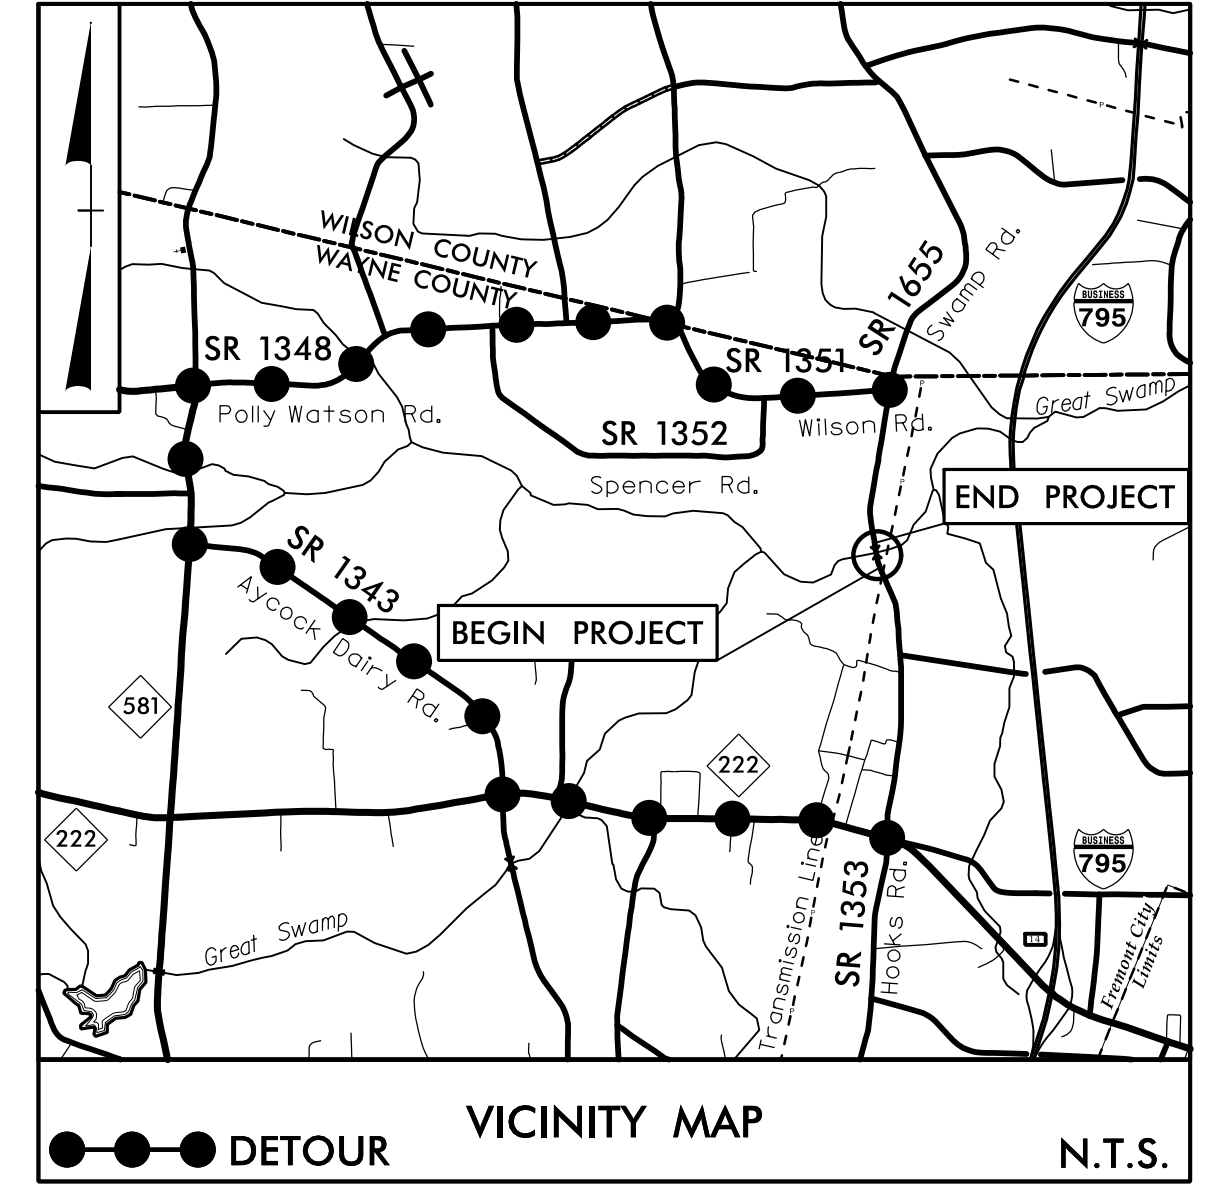 WILSON COUNTY
WAYNE COUNTY
SR 1655
Swamp Rd.
BUSINESS
795
SR 1348
Polly Watson Rd.
SR 1351
Wilson Rd.
Great Swamp
SR 1352
Spencer Rd.
END PROJECT
SR 1343
Aycock Dairy Rd.
BEGIN PROJECT
581
222
222
BUSINESS
795
Transmission Line
SR 1353
Hooks Rd.
14
Fremont City
Limits
Great Swamp
P
P
P
P
P
VICINITY MAP
DETOUR
N.T.S.